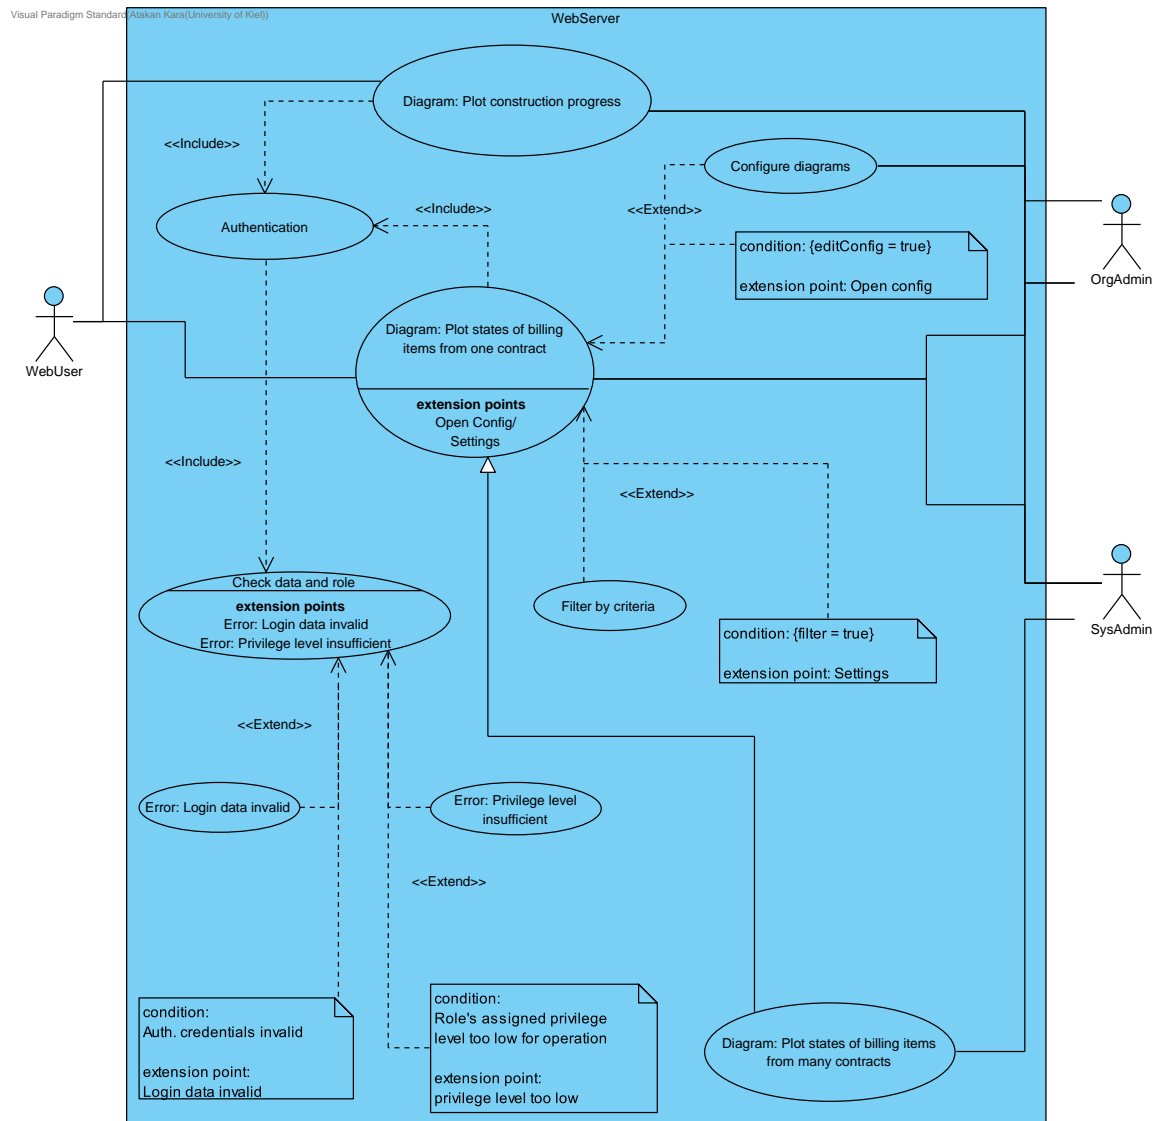 Visual Paradigm Standard(Atakan Kara(University of Kiel))
WebServer
Diagram: Plot construction progress
<<Include>>
Configure diagrams
<<Include>>
<<Extend>>
Authentication
condition: {editConfig = true}
extension point: Open config
OrgAdmin
Diagram: Plot states of billing
items from one contract
WebUser
extension points
Open Config/
Settings
<<Include>>
<<Extend>>
Check data and role
extension points
Error: Login data invalid
Error: Privilege level insufficient
Filter by criteria
SysAdmin
condition: {filter = true}
extension point: Settings
<<Extend>>
Error: Login data invalid
Error: Privilege level
insufficient
<<Extend>>
condition:
Auth. credentials invalid
extension point:
Login data invalid
condition:
Role's assigned privilege
level too low for operation
extension point:
privilege level too low
Diagram: Plot states of billing items
from many contracts